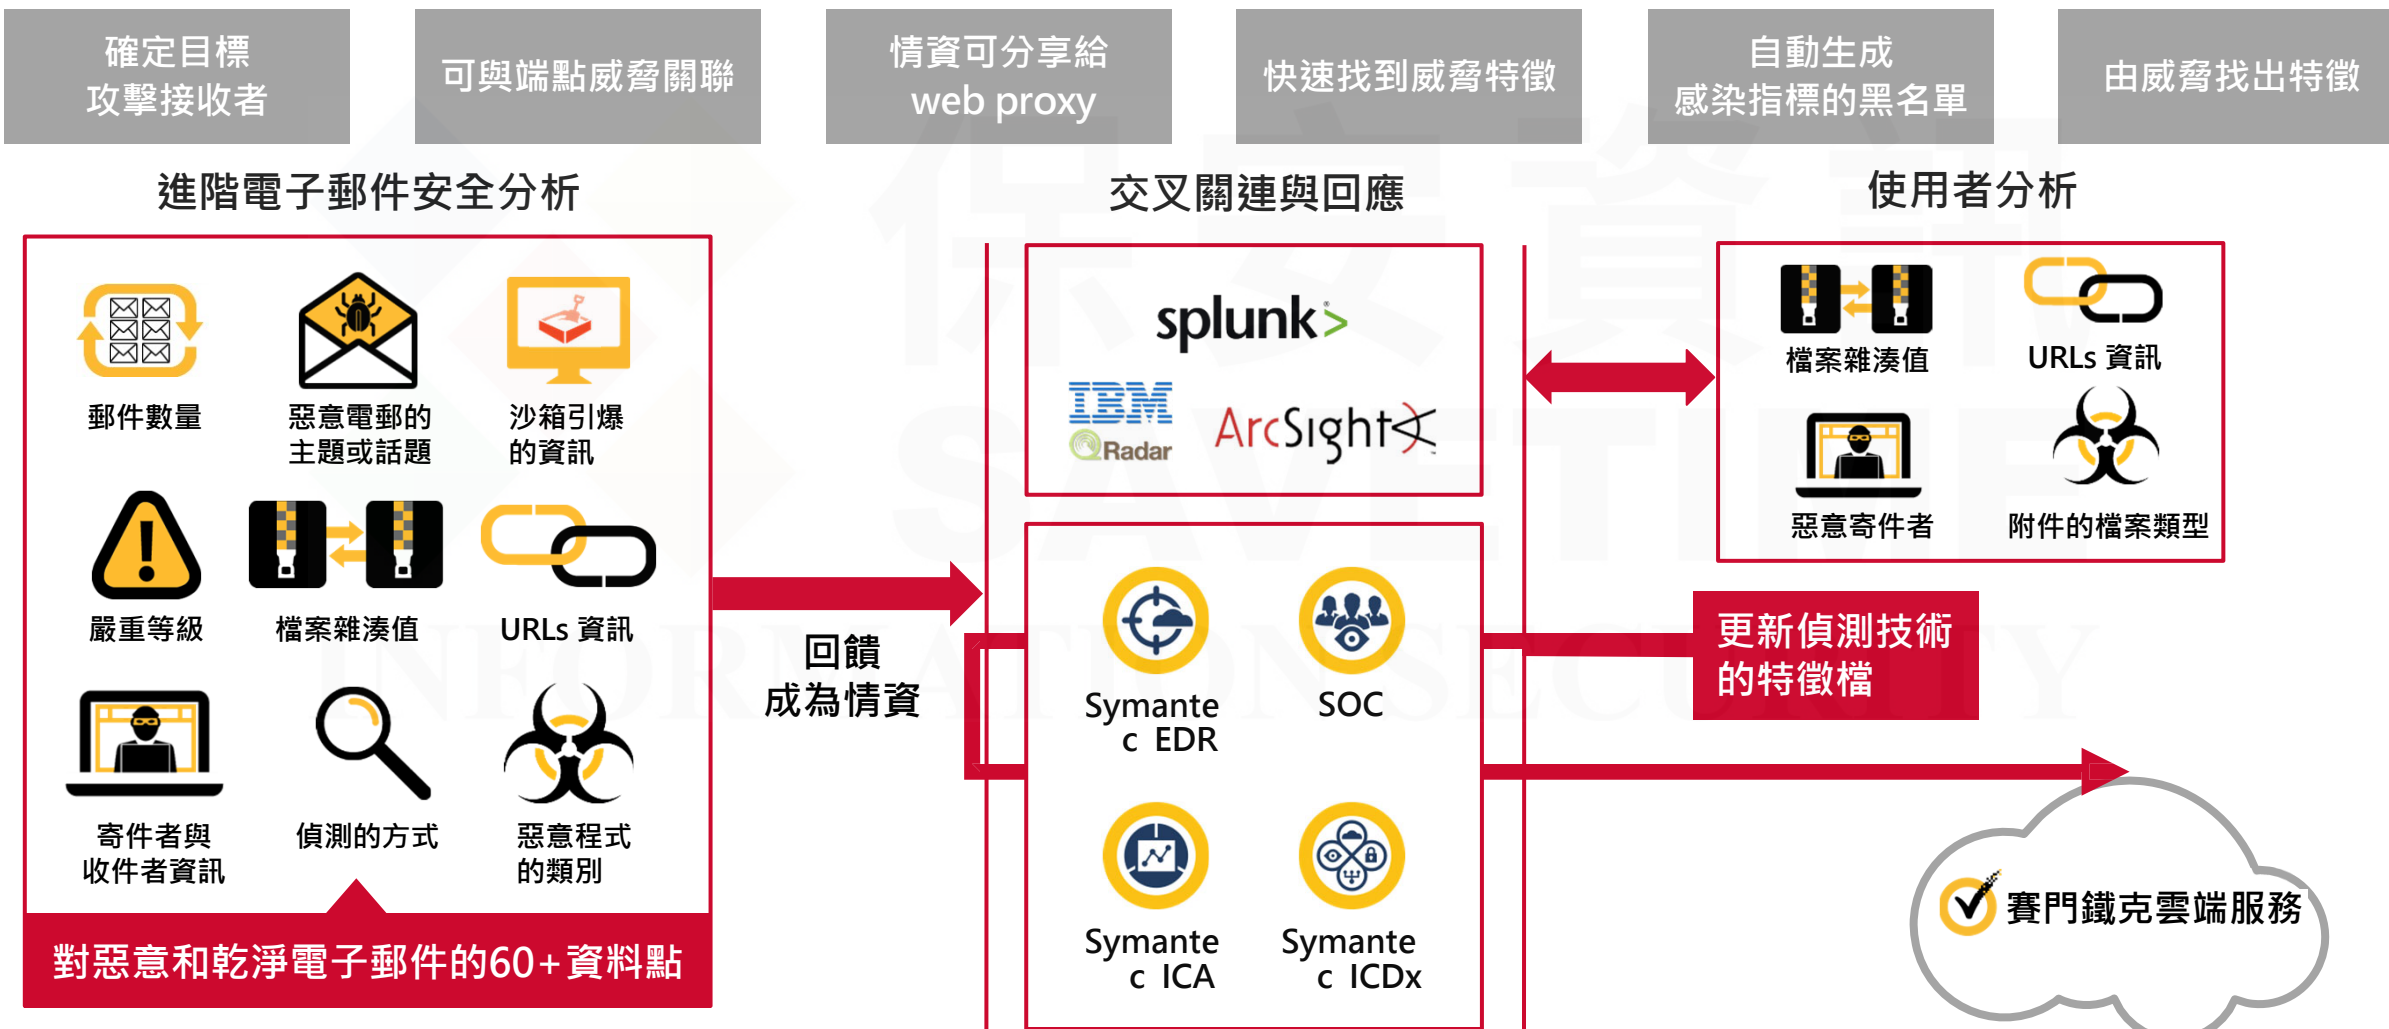 確定目標
攻擊接收者
可與端點威脅關聯
情資可分享給
web proxy
快速找到威脅特徵
自動生成
感染指標的黑名單
由威脅找出特徵
進階電子郵件安全分析
郵件數量
惡意電郵的
主題或話題
沙箱引爆
的資訊
嚴重等級
檔案雜湊值
URLs 資訊
寄件者與
收件者資訊
偵測的方式
惡意程式
的類別
對惡意和乾淨電子郵件的60+資料點
回饋
成為情資
交叉關連與回應
splunk>
IBM
QRadar
ArcSight
Symante
c EDR
SOC
Symante
c ICA
Symante
c ICDx
使用者分析
檔案雜湊值
URLs 資訊
惡意寄件者
附件的檔案類型
更新偵測技術
的特徵檔
賽門鐵克雲端服務
保安資訊
SAVETIME
INFORMATION SECURITY